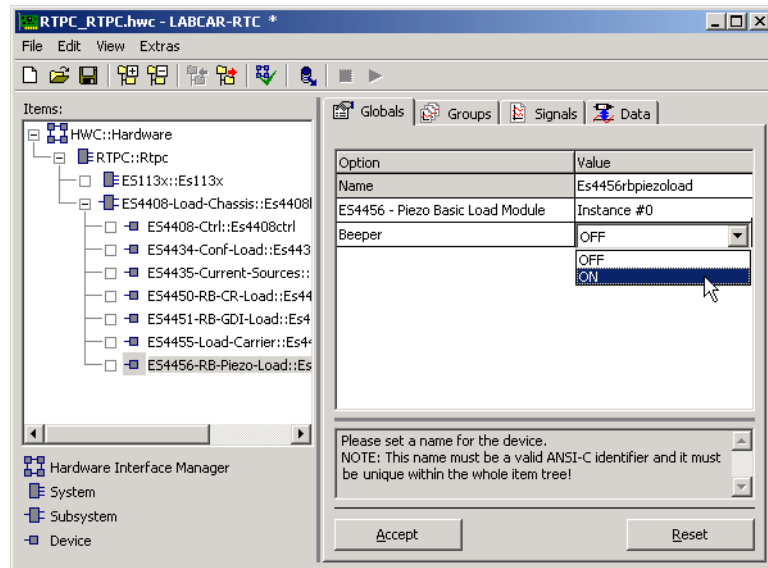 RTPC_RTPC.hwc - LABCAR-RTC *
File Edit View Extras
Items:
HWC::Hardware
RTPC::Rtpc
ES113x::Es113x
ES4408-Load-Chassis::Es4408l
ES4408-Ctrl::Es4408ctrl
ES4434-Conf-Load::Es443
ES4435-Current-Sources::
ES4450-RB-CR-Load::Es44
ES4451-RB-GDI-Load::Es4
ES4455-Load-Carrier::Es4
ES4456-RB-Piezo-Load::Es
Hardware Interface Manager
System
Subsystem
Device
Globals Groups Signals Data
Option Value
Name Es4456rbpiezoload
ES4456 - Piezo Basic Load Module Instance #0
Beeper OFF
OFF
ON
Please set a name for the device.
NOTE: This name must be a valid ANSI-C identifier and it must
be unique within the whole item tree!
Accept Reset